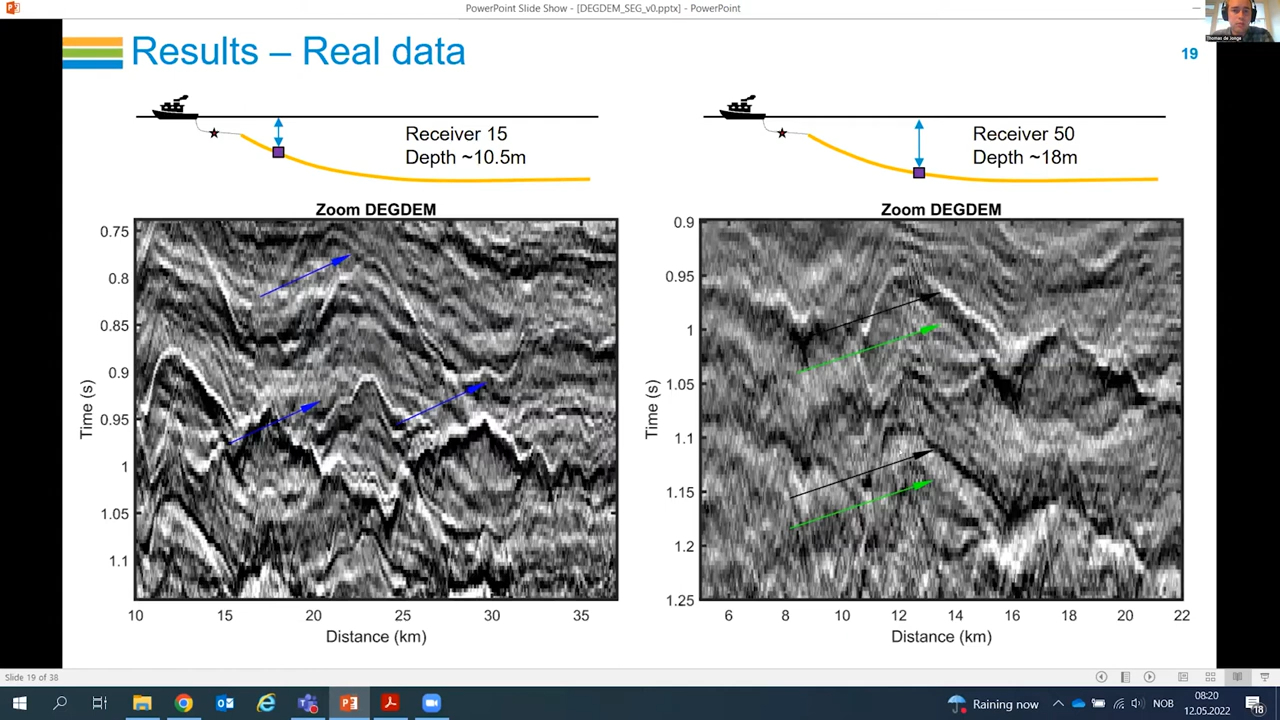 PowerPoint Slide Show - [DEGDEM_SEG_v0.pptx] - PowerPoint
Thomas de Jonge
Results – Real data
19
Receiver 15
Depth ~10.5m
Receiver 50
Depth ~18m
Zoom DEGDEM
0.75
0.8
0.85
0.9
0.95
1
1.05
1.1
Time (s)
10 15 20 25 30 35
Distance (km)
Zoom DEGDEM
0.9
0.95
1
1.05
1.1
1.15
1.2
1.25
Time (s)
6 8 10 12 14 16 18 20 22
Distance (km)
Slide 19 of 38
Raining now
NOB
08:20
12.05.2022
18